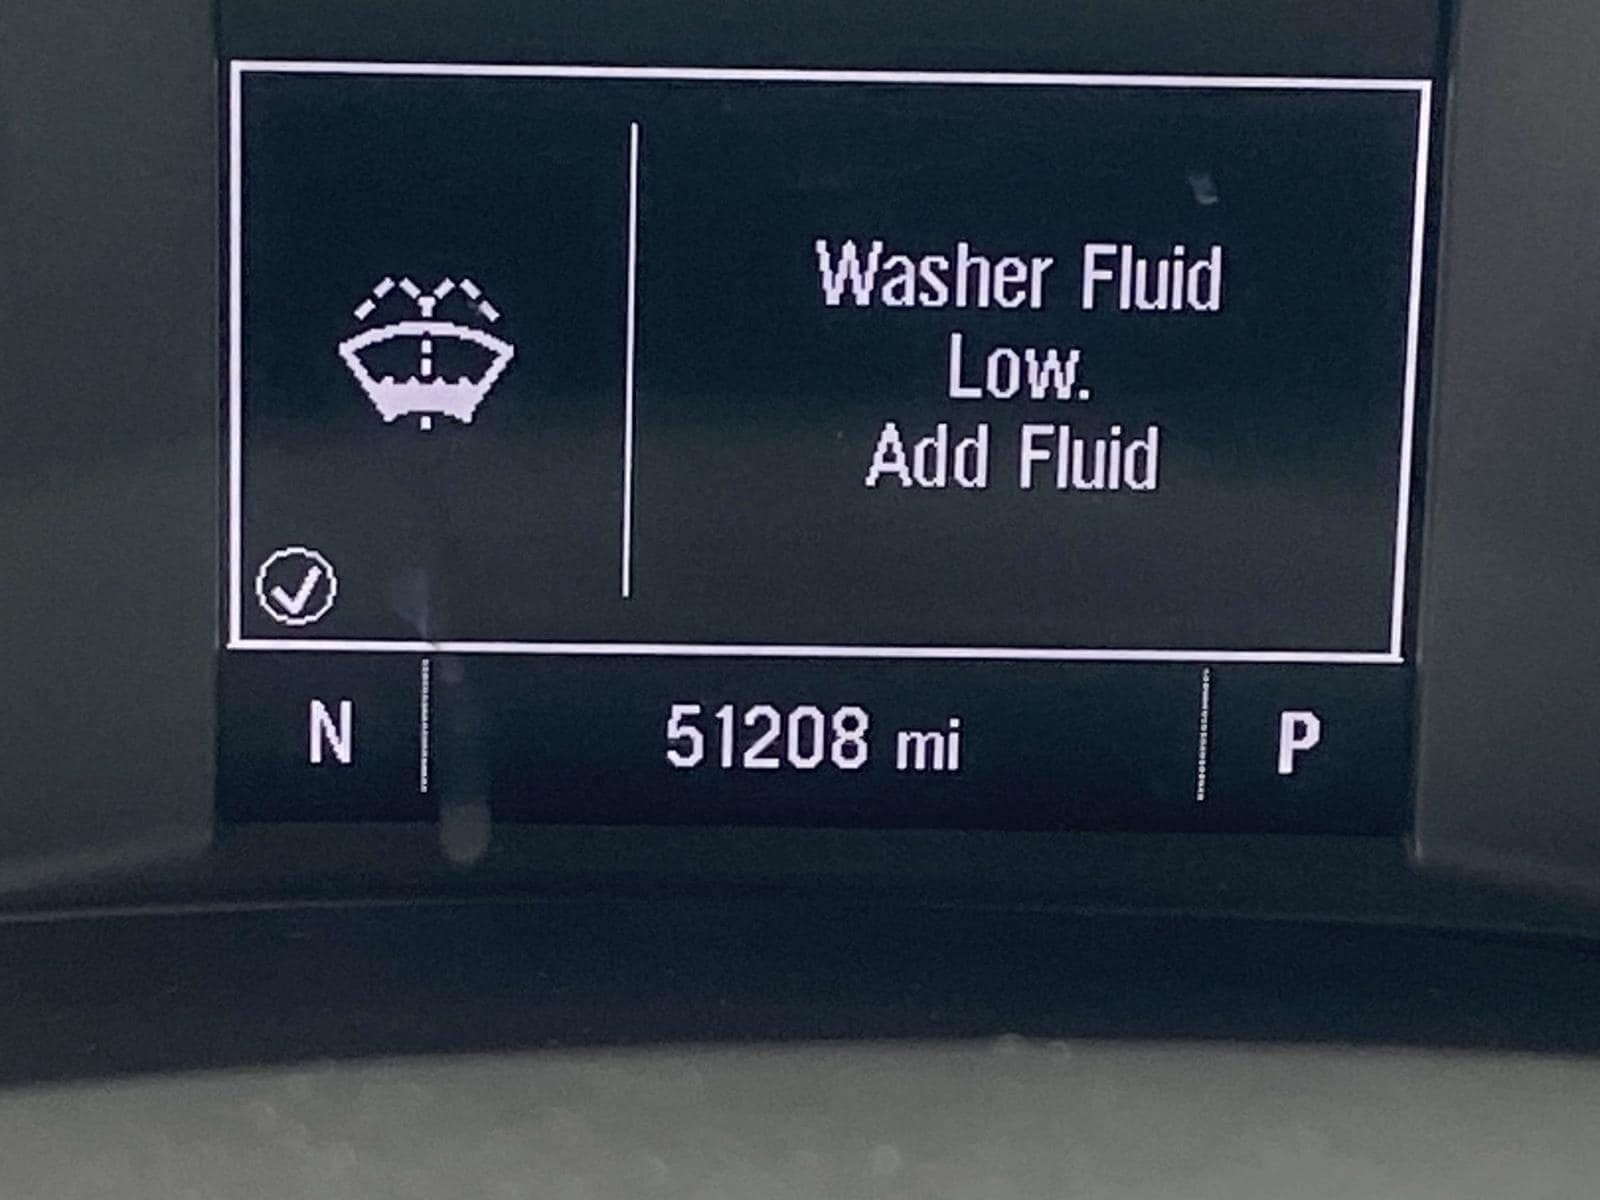 Washer Fluid
Low.
Add Fluid
N 51208 mi P